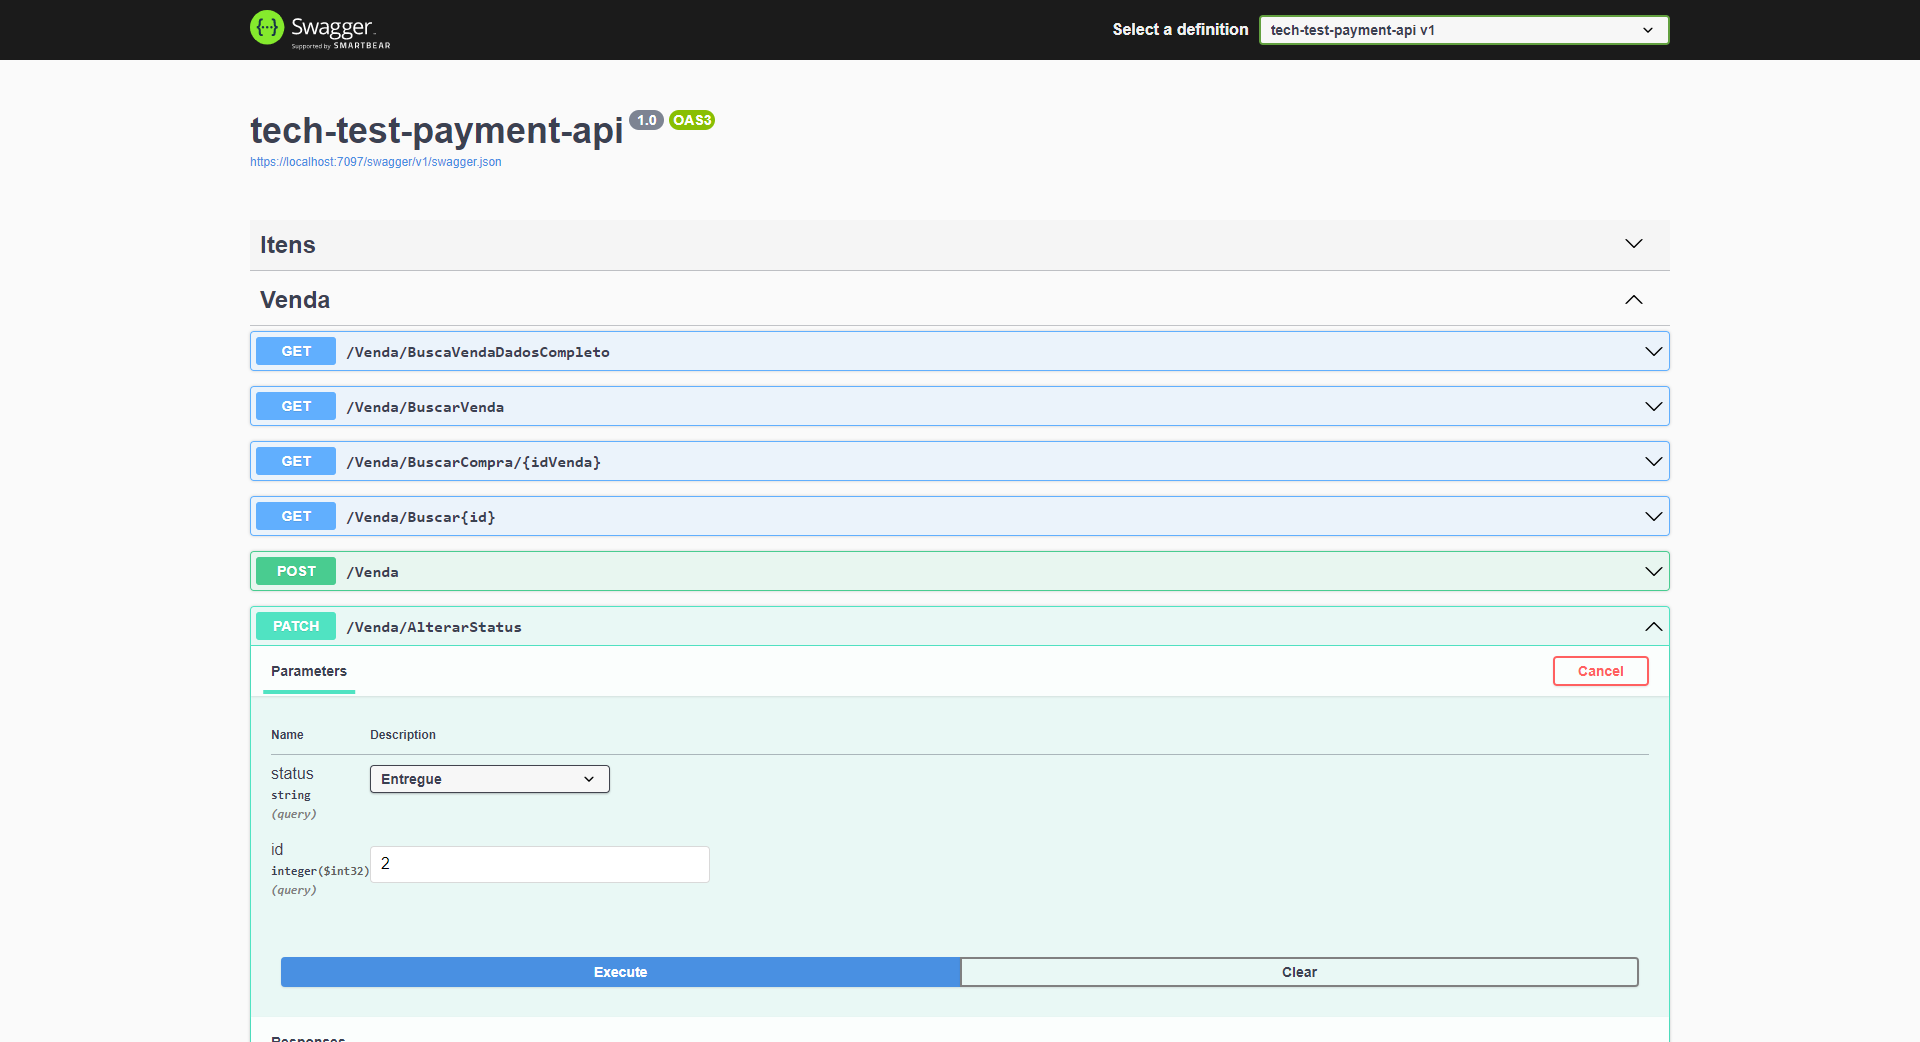 Swagger
Supported by SMARTBEAR
Select a definition
tech-test-payment-api v1
tech-test-payment-api 1.0 OAS3
https://localhost:7097/swagger/v1/swagger.json
Itens
Venda
GET /Venda/BuscaVendaDadosCompleto
GET /Venda/BuscarVenda
GET /Venda/BuscarCompra/{idVenda}
GET /Venda/Buscar{id}
POST /Venda
PATCH /Venda/AlterarStatus
Parameters
Cancel
Name Description
status
Entregue
string
(query)
id
2
integer($int32)
(query)
Execute
Clear
Responses